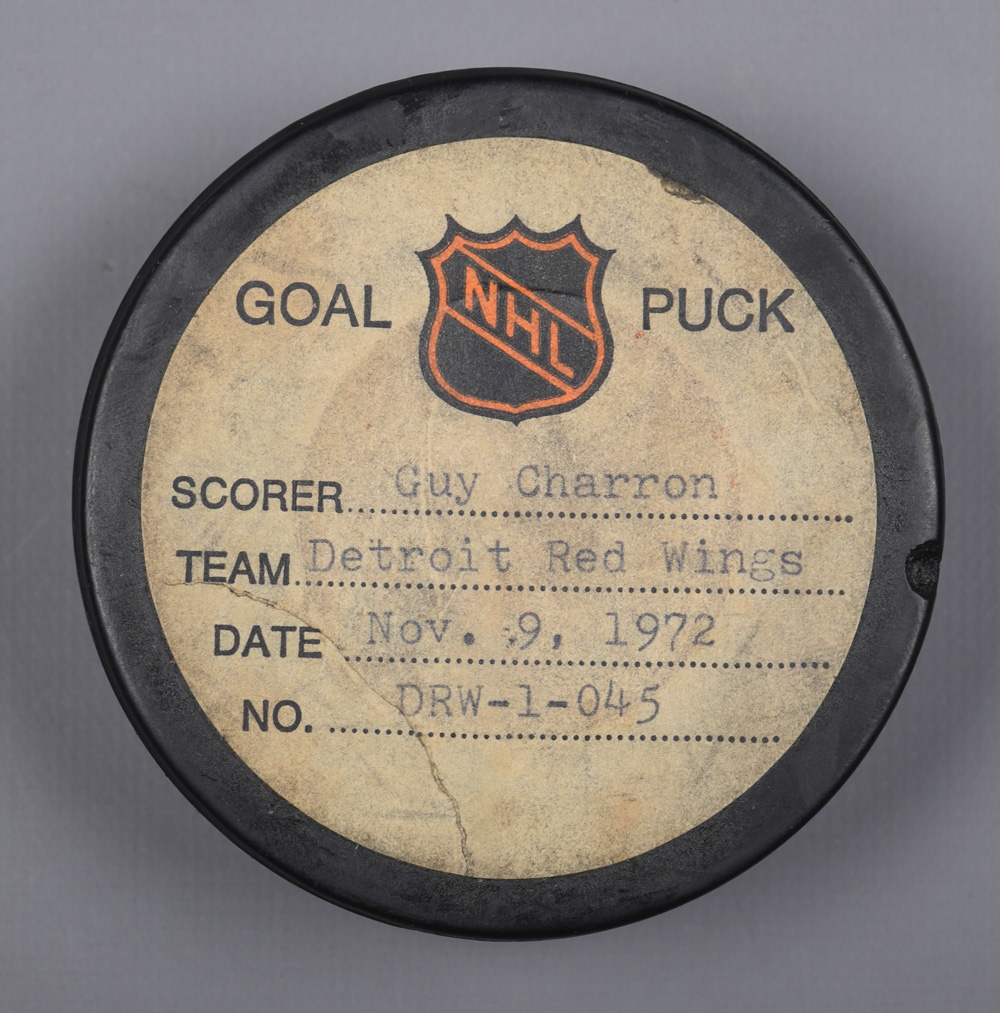 GOAL NHL PUCK
SCORER Guy Charron
TEAM Detroit Red Wings
DATE Nov. 9, 1972
NO. DRW-1-045